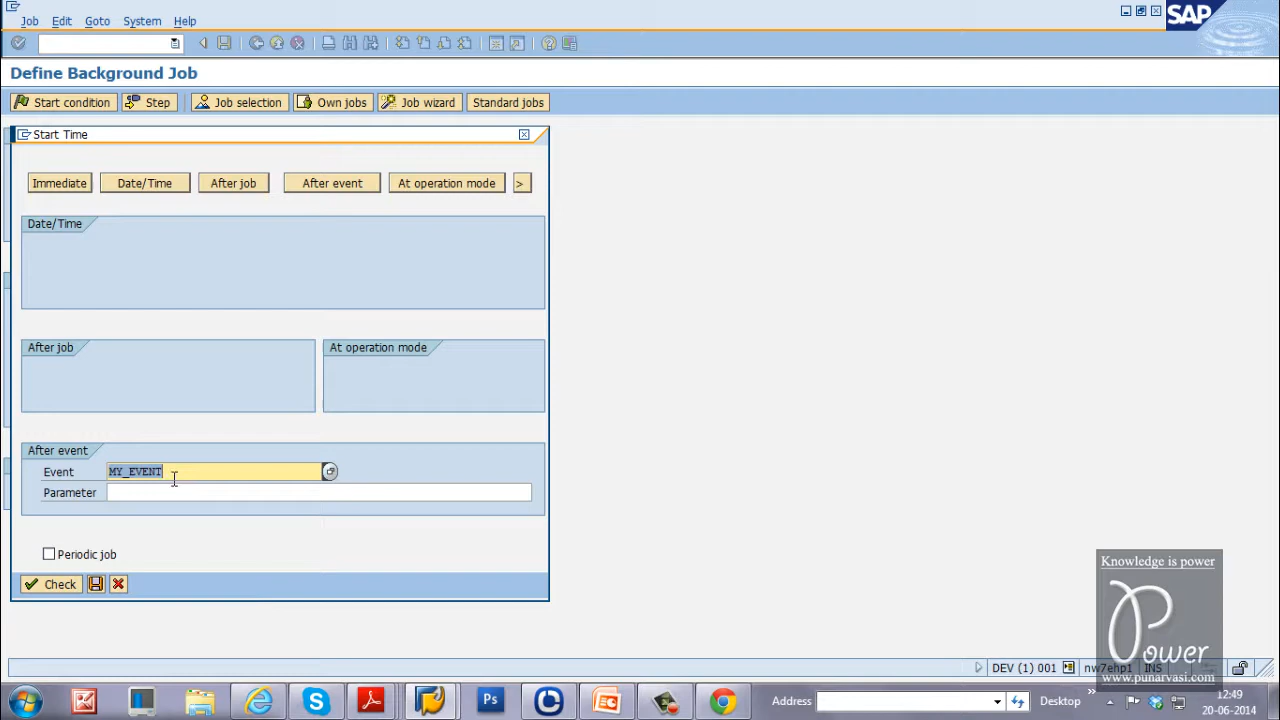 Job Edit Goto System Help
SAP
Define Background Job
Start condition Step Job selection Own jobs Job wizard Standard jobs
Start Time
Immediate Date/Time After job After event At operation mode >
Date/Time
After job At operation mode
After event
Event MY_EVENT
Parameter
Periodic job
Check
Knowledge is power
Power
www.punarvasi.com
DEV (1) 001 nw7ehp1 INS
Address Desktop
12:49
20-06-2014